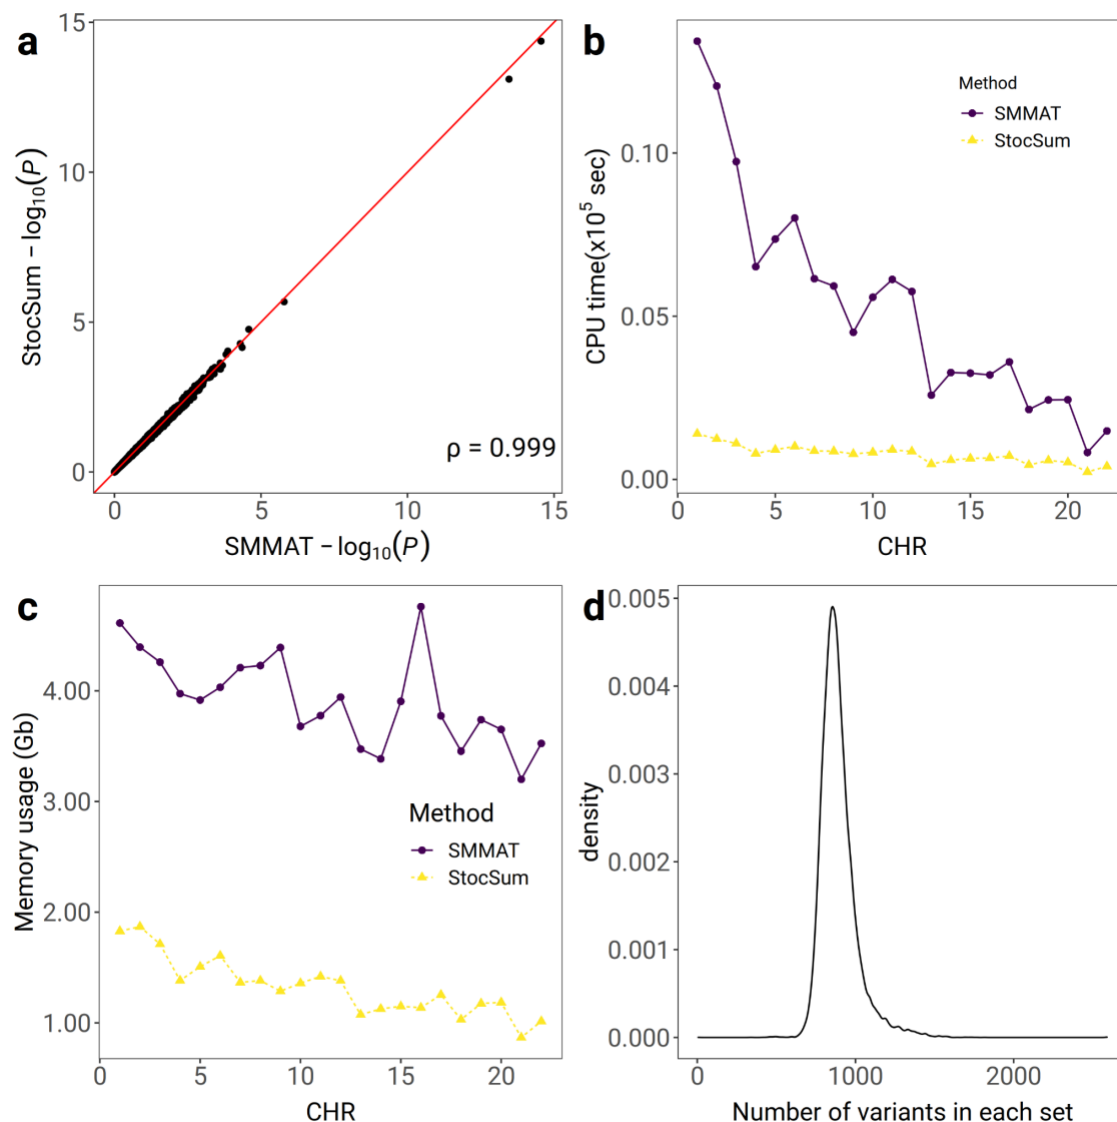 a
15
10
5
0
StocSum − log₁₀(P)
ρ = 0.999
0 5 10 15
SMMAT − log₁₀(P)
b
0.10
0.05
0.00
CPU time(x10⁵ sec)
Method
SMMAT
StocSum
0 5 10 15 20
CHR
c
4.00
3.00
2.00
1.00
Memory usage (Gb)
Method
SMMAT
StocSum
0 5 10 15 20
CHR
d
0.005
0.004
0.003
0.002
0.001
0.000
density
0 1000 2000
Number of variants in each set